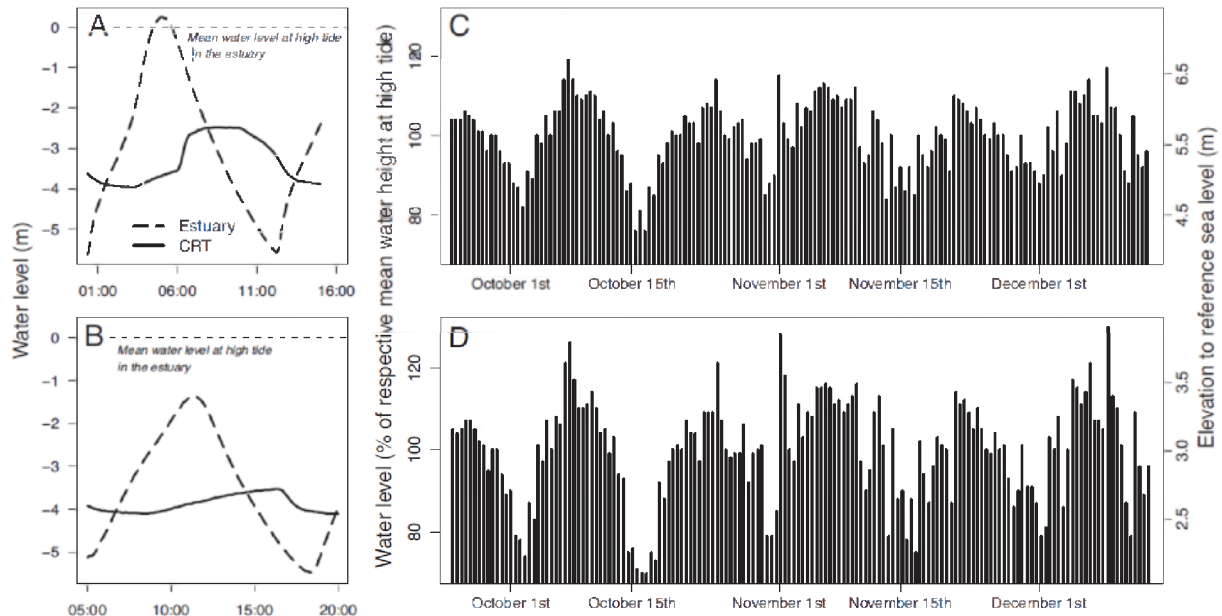 A
0
Mean water level at high tide
in the estuary
−1
−2
−3
−4
−5
Estuary
CRT
01:00 06:00 11:00 16:00
B
0
Mean water level at high tide
in the estuary
−1
−2
−3
−4
−5
05:00 10:00 15:00 20:00
Water level (m)
Water level (% of respective mean water height at high tide)
C
120
100
80
6.5
5.5
4.5
October 1st October 15th November 1st November 15th December 1st
D
120
100
80
3.5
3.0
2.5
October 1st October 15th November 1st November 15th December 1st
Elevation to reference sea level (m)